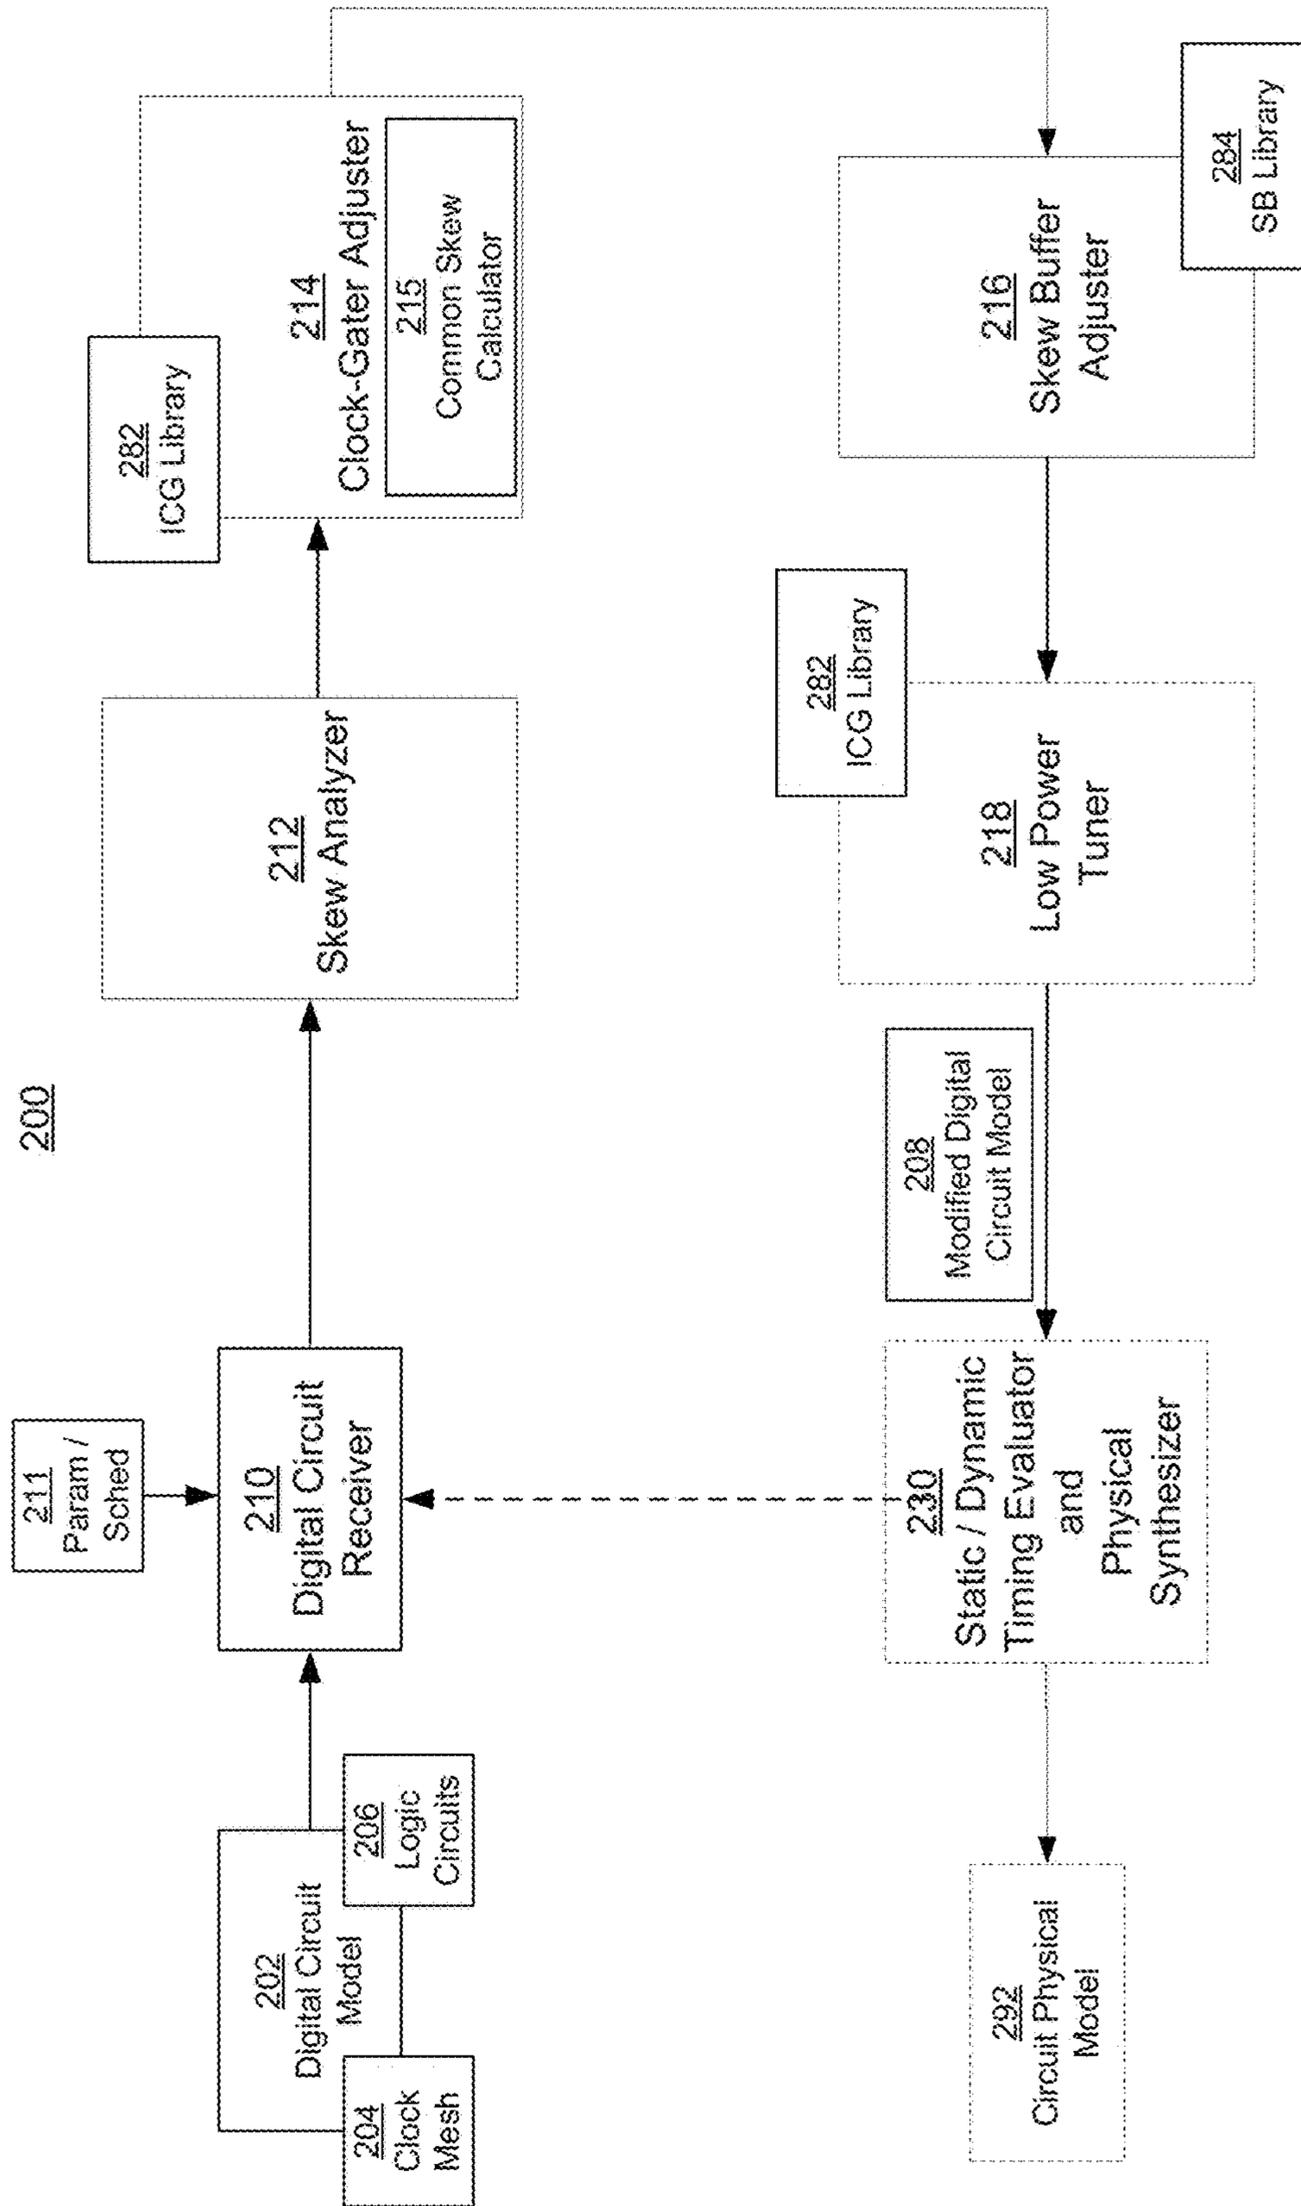 200
211
Param /
Sched
202
Digital Circuit
Model
204
Clock
Mesh
206
Logic
Circuits
210
Digital Circuit
Receiver
212
Skew Analyzer
282
ICG Library
214
Clock-Gater Adjuster
215
Common Skew
Calculator
292
Circuit Physical
Model
230
Static / Dynamic
Timing Evaluator
and
Physical
Synthesizer
208
Modified Digital
Circuit Model
282
ICG Library
218
Low Power
Tuner
216
Skew Buffer
Adjuster
284
SB Library